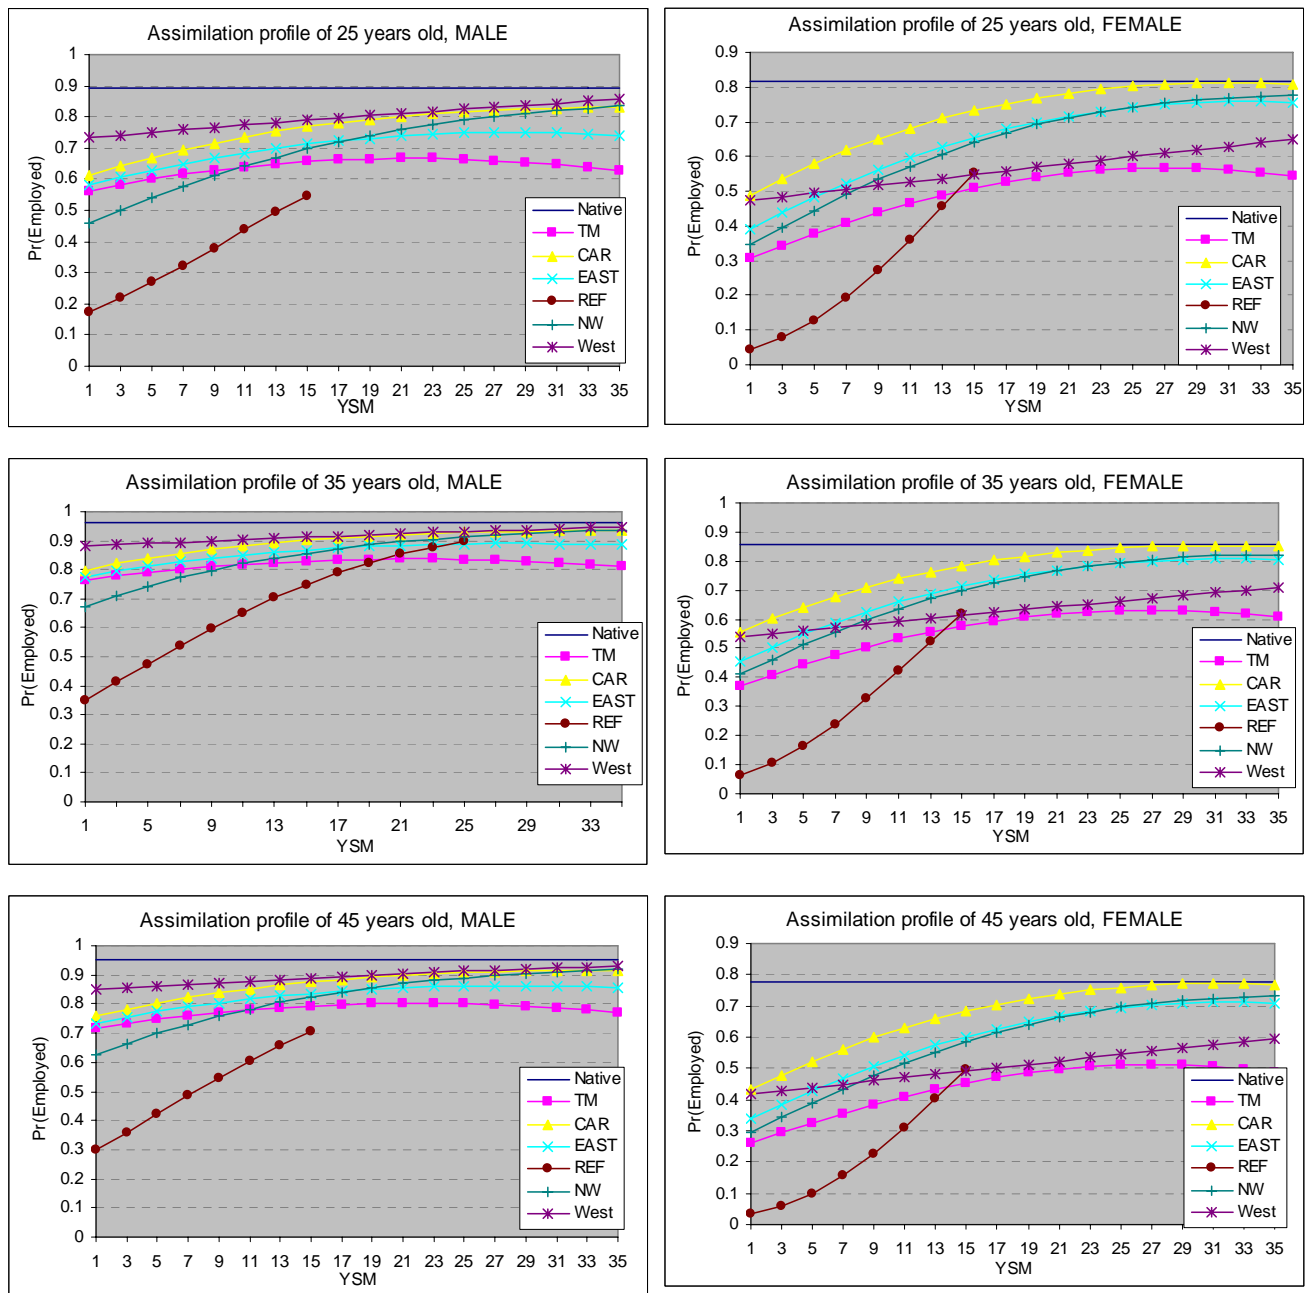 Assimilation profile of 25 years old, MALE
Pr(Employed)
1
0.9
0.8
0.7
0.6
0.5
0.4
0.3
0.2
0.1
0
1 3 5 7 9 11 13 15 17 19 21 23 25 27 29 31 33 35
YSM
Native
TM
CAR
EAST
REF
NW
West
Assimilation profile of 25 years old, FEMALE
Pr(Employed)
0.9
0.8
0.7
0.6
0.5
0.4
0.3
0.2
0.1
0
1 3 5 7 9 11 13 15 17 19 21 23 25 27 29 31 33 35
YSM
Native
TM
CAR
EAST
REF
NW
West
Assimilation profile of 35 years old, MALE
Pr(Employed)
1
0.9
0.8
0.7
0.6
0.5
0.4
0.3
0.2
0.1
0
1 5 9 13 17 21 25 29 33
YSM
Native
TM
CAR
EAST
REF
NW
West
Assimilation profile of 35 years old, FEMALE
Pr(Employed)
1
0.9
0.8
0.7
0.6
0.5
0.4
0.3
0.2
0.1
0
1 3 5 7 9 11 13 15 17 19 21 23 25 27 29 31 33 35
YSM
Native
TM
CAR
EAST
REF
NW
West
Assimilation profile of 45 years old, MALE
Pr(Employed)
1
0.9
0.8
0.7
0.6
0.5
0.4
0.3
0.2
0.1
0
1 3 5 7 9 11 13 15 17 19 21 23 25 27 29 31 33 35
YSM
Native
TM
CAR
EAST
REF
NW
West
Assimilation profile of 45 years old, FEMALE
Pr(Employed)
0.9
0.8
0.7
0.6
0.5
0.4
0.3
0.2
0.1
0
1 3 5 7 9 11 13 15 17 19 21 23 25 27 29 31 33 35
YSM
Native
TM
CAR
EAST
REF
NW
West